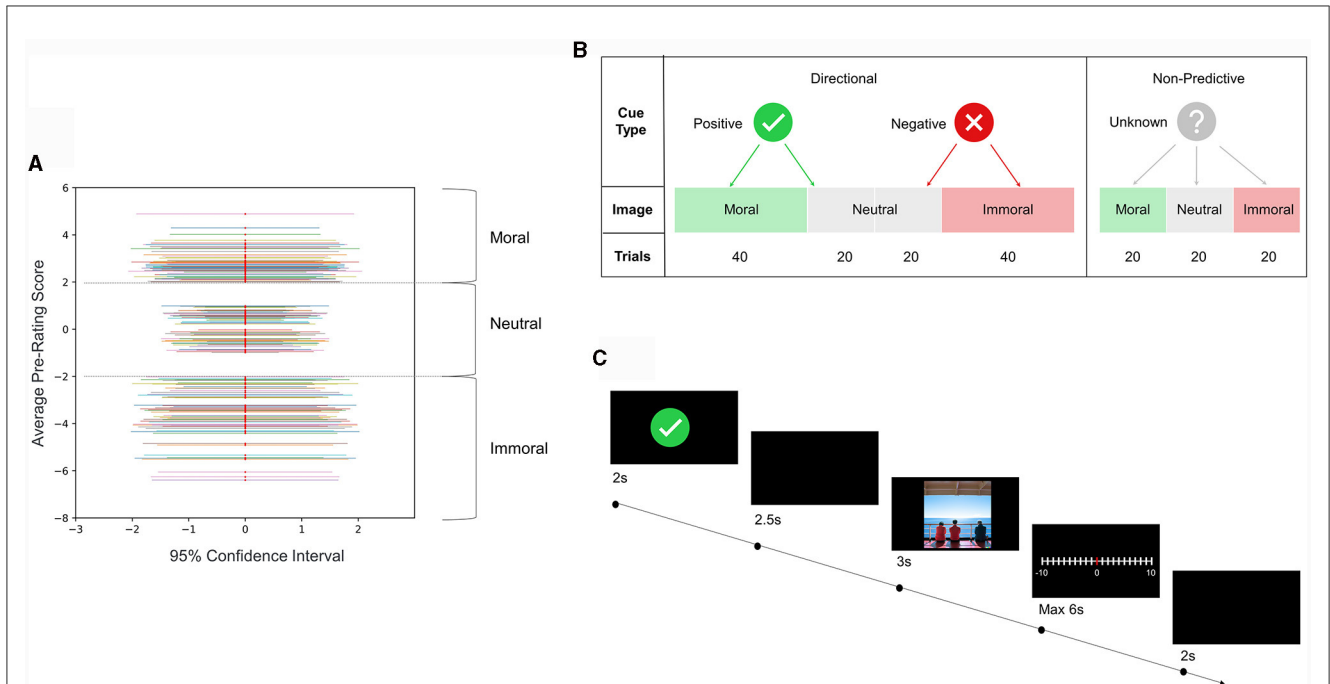 A
6
4
2
0
−2
−4
−6
−8
−3
−2
−1
0
1
2
Average Pre-Rating Score
95% Confidence Interval
Moral
Neutral
Immoral
B
Cue
Type
Directional
Non-Predictive
Positive
Negative
Unknown
?
Image
Moral
Neutral
Immoral
Moral
Neutral
Immoral
Trials
40
20
20
40
20
20
20
C
2s
2.5s
3s
-10
0
10
Max 6s
2s